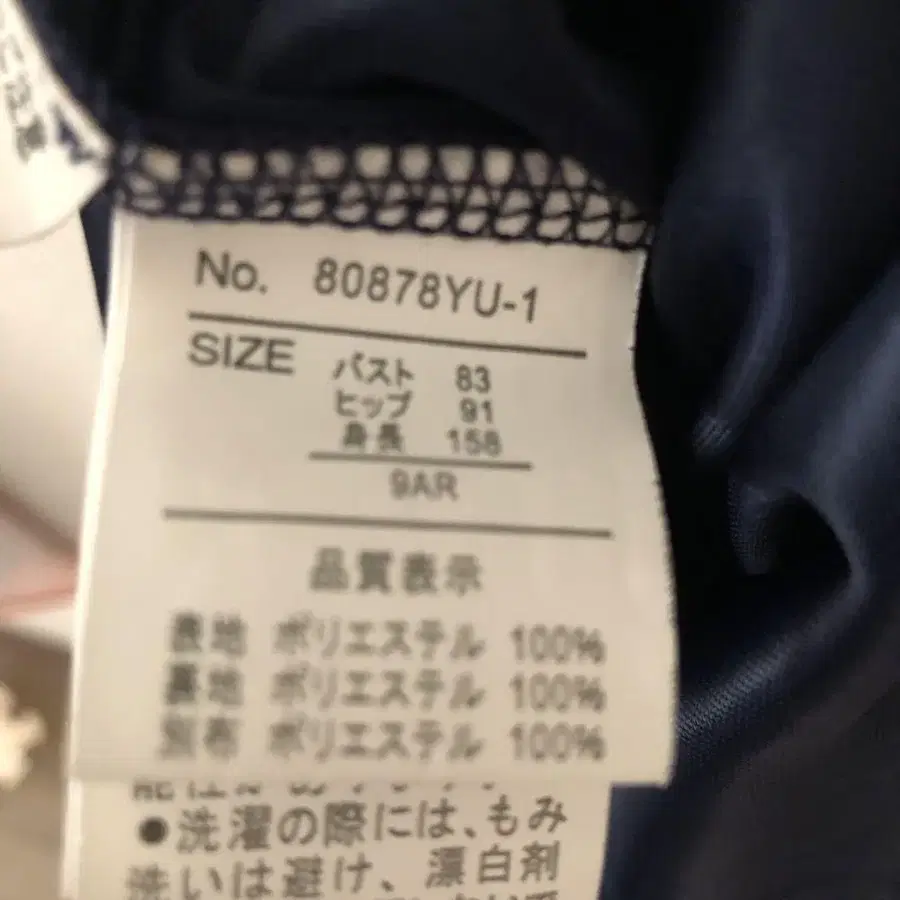 に注意
No. 80878YU-1
SIZE バスト 83
ヒップ 91
身長 158
9AR
品質表示
表地 ポリエステル 100%
裏地 ポリエステル 100%
別布 ポリエステル 100%
●洗濯の際には、もみ
洗いは避け、漂白剤